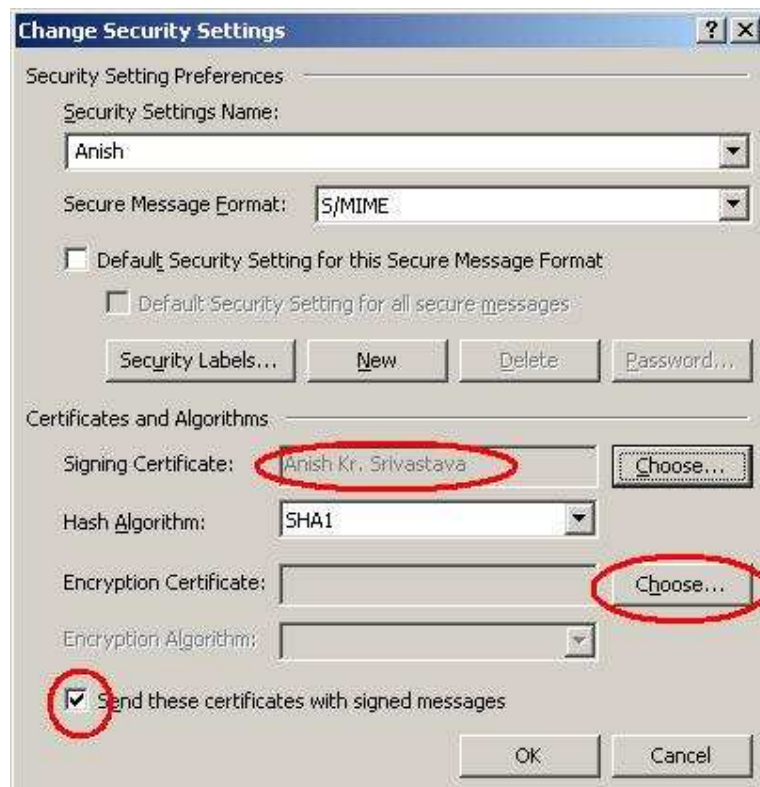 Change Security Settings
Security Setting Preferences
Security Settings Name:
Anish
Secure Message Format: S/MIME
Default Security Setting for this Secure Message Format
Default Security Setting for all secure messages
Security Labels... New Delete Password...
Certificates and Algorithms
Signing Certificate: Anish Kr. Srivastava Choose...
Hash Algorithm: SHA1
Encryption Certificate: Choose...
Encryption Algorithm:
Send these certificates with signed messages
OK Cancel